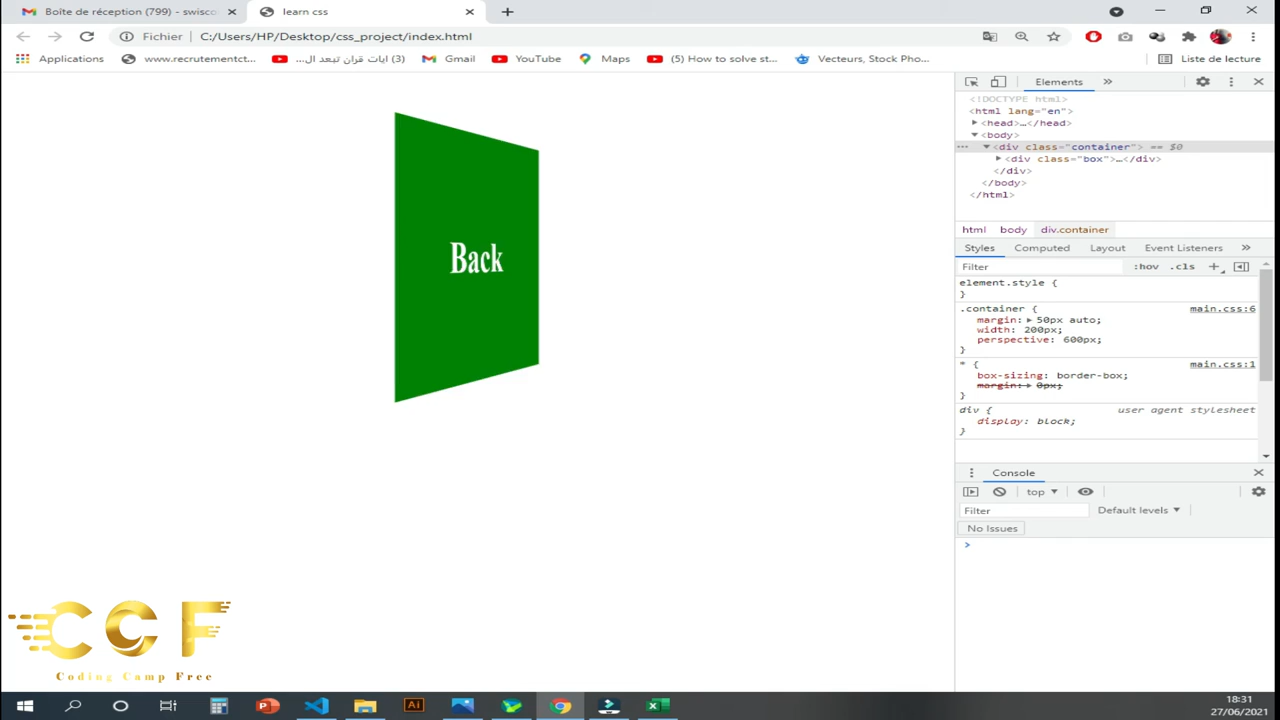 Boîte de réception (799) – swisco
learn css
Fichier
C:/Users/HP/Desktop/css_project/index.html
Applications
www.recrutementct...
(3) ايات قران تبعد ال...
Gmail
YouTube
Maps
(5) How to solve st...
Vecteurs, Stock Pho...
Liste de lecture
Elements
<!DOCTYPE html>
<html lang="en">
<head>…</head>
<body>
<div class="container"> == $0
<div class="box">…</div>
</div>
</body>
</html>
html body div.container
Styles Computed Layout Event Listeners
Filter :hov .cls
element.style {
}
.container { main.css:6
margin: 50px auto;
width: 200px;
perspective: 600px;
}
* { main.css:1
box-sizing: border-box;
margin: 0px;
}
div { user agent stylesheet
display: block;
}
Console
top
Filter Default levels
No Issues
Back
CCF
Coding Camp Free
Ai
18:31
27/06/2021